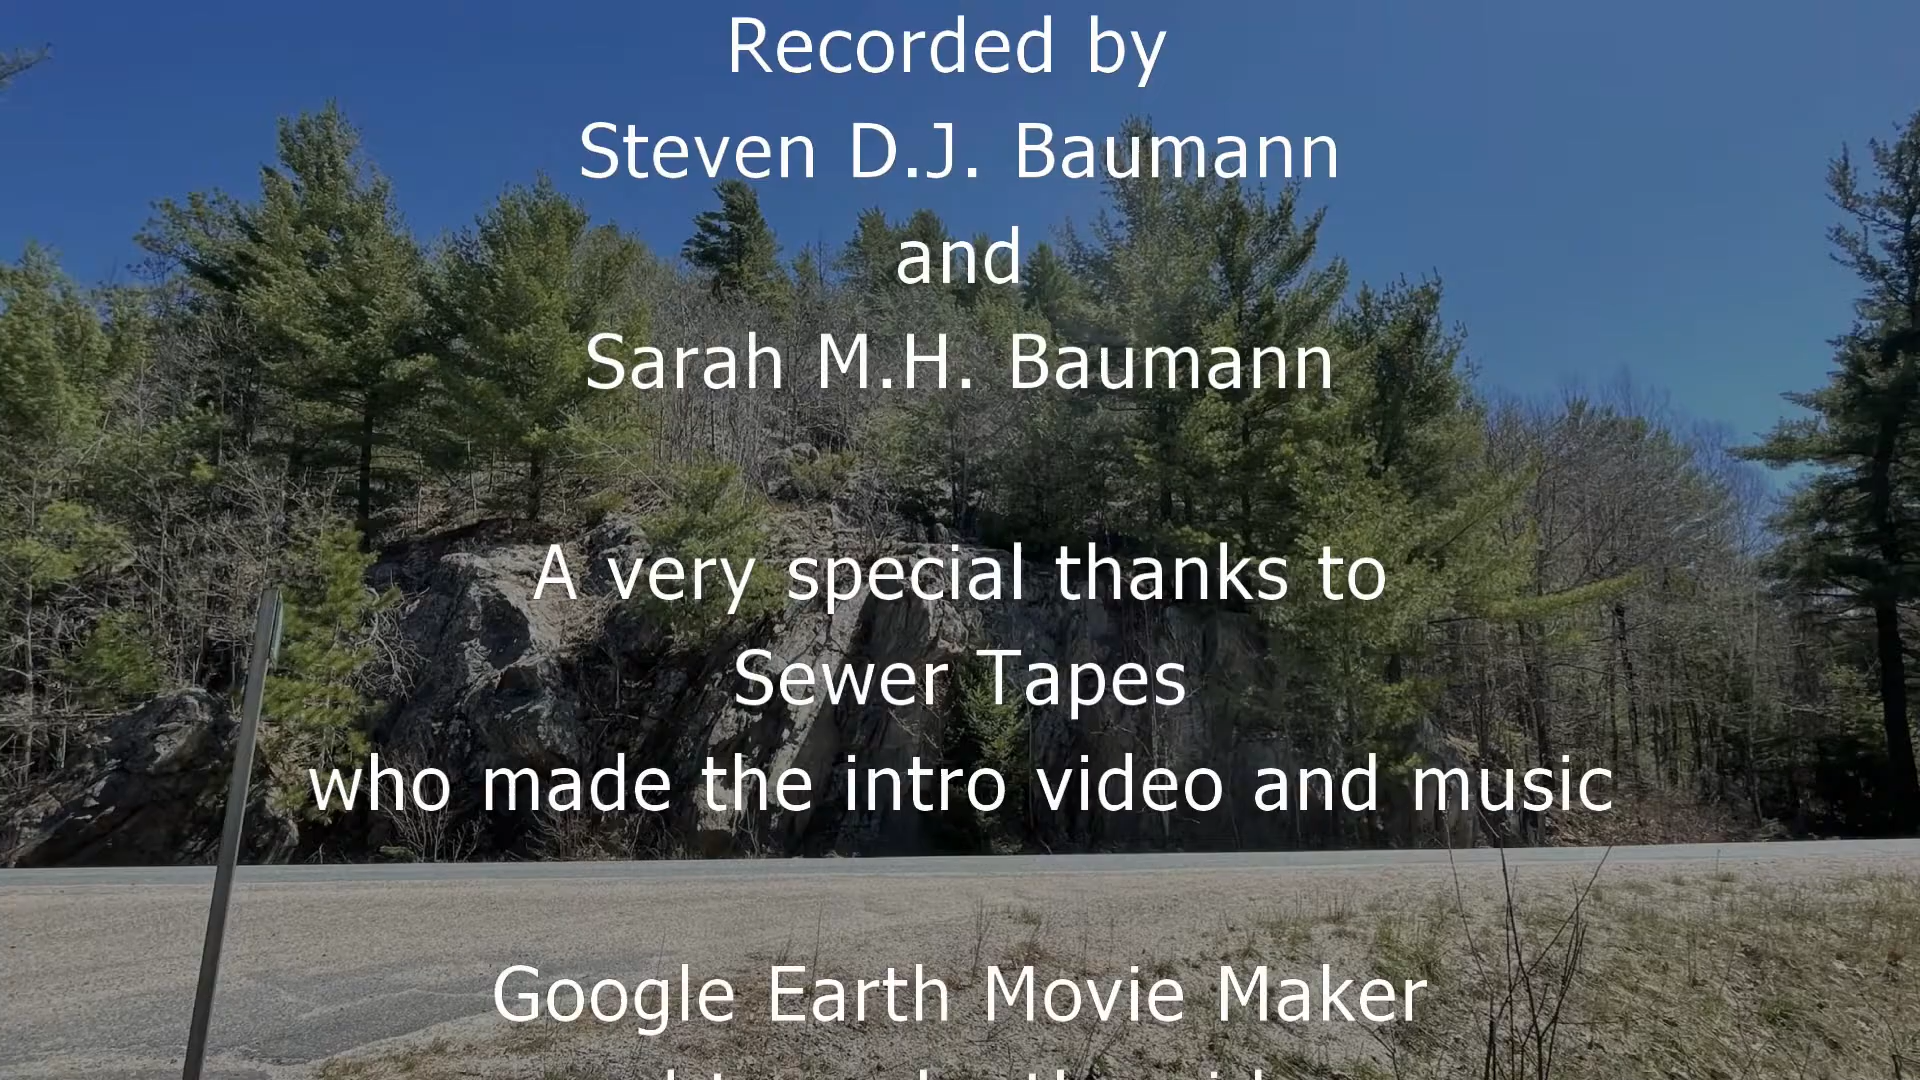 Recorded by
Steven D.J. Baumann
and
Sarah M.H. Baumann
A very special thanks to
Sewer Tapes
who made the intro video and music
Google Earth Movie Maker